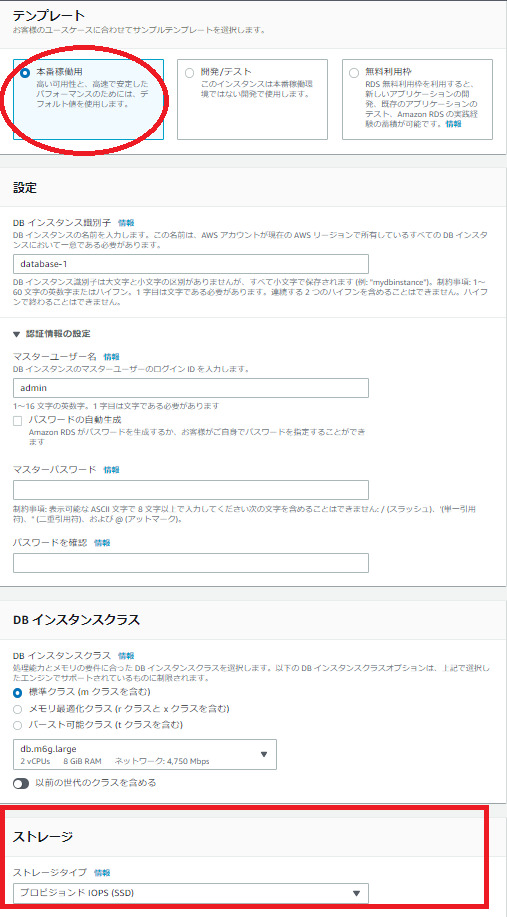 テンプレート
お客様のユースケースに合わせてサンプルテンプレートを選択します。
本番稼働用
高い可用性と、高速で安定した
パフォーマンスのためには、デ
フォルト値を使用します。
開発/テスト
このインスタンスは本番稼働環
境ではない開発で使用します。
無料利用枠
RDS 無料利用枠を利用すると、
新しいアプリケーションの開
発、既存のアプリケーションの
テスト、Amazon RDS の実践経
験の蓄積が可能です。情報
設定
DB インスタンス識別子 情報
DB インスタンスの名前を入力します。この名前は、AWS アカウントが現在の AWS リージョンで所有しているすべての DB インスタ
ンスにおいて一意である必要があります。
database-1
DB インスタンス識別子は大文字と小文字の区別がありませんが、すべて小文字で保存されます (例: "mydbinstance")。制約事項: 1～
60 文字の英数字またはハイフン。1 字目は文字である必要があります。連続する 2 つのハイフンを含めることはできません。ハイフ
ンで終わることはできません。
▼ 認証情報の設定
マスターユーザー名 情報
DB インスタンスのマスターユーザーのログイン ID を入力します。
admin
1～16 文字の英数字。1 字目は文字である必要があります
パスワードの自動生成
Amazon RDS がパスワードを生成するか、お客様がご自身でパスワードを指定することができ
ます
マスターパスワード 情報
制約事項: 表示可能な ASCII 文字で 8 文字以上で入力してください次の文字を含めることはできません: / (スラッシュ)、'(単一引用
符)、" (二重引用符)、および @ (アットマーク)。
パスワードを確認 情報
DB インスタンスクラス
DB インスタンスクラス 情報
処理能力とメモリの要件に合った DB インスタンスクラスを選択します。以下の DB インスタンスクラスオプションは、上記で選択し
たエンジンでサポートされているものに制限されます。
標準クラス (m クラスを含む)
メモリ最適化クラス (r クラスと x クラスを含む)
バースト可能クラス (t クラスを含む)
db.m6g.large
2 vCPUs 8 GiB RAM ネットワーク: 4,750 Mbps
以前の世代のクラスを含める
ストレージ
ストレージタイプ 情報
プロビジョンド IOPS (SSD)